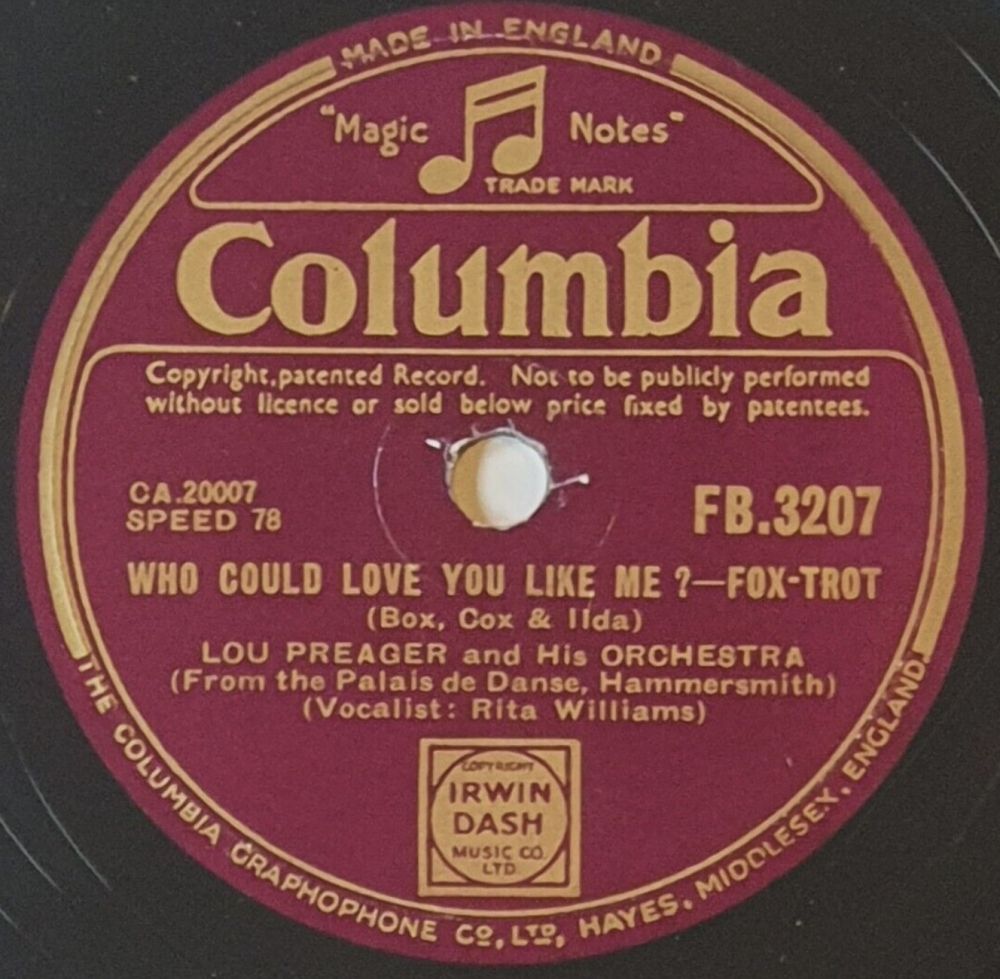 MADE IN ENGLAND
"Magic Notes"
TRADE MARK
Columbia
Copyright, patented Record. Not to be publicly performed
without licence or sold below price fixed by patentees.
CA.20007
SPEED 78
FB.3207
WHO COULD LOVE YOU LIKE ME ?—FOX-TROT
(Box, Cox & Ilda)
LOU PREAGER and His ORCHESTRA
(From the Palais de Danse, Hammersmith)
(Vocalist: Rita Williams)
COPYRIGHT
IRWIN
DASH
MUSIC CO.
LTD
THE COLUMBIA GRAPHOPHONE CO., LTD, HAYES, MIDDLESEX, ENGLAND.